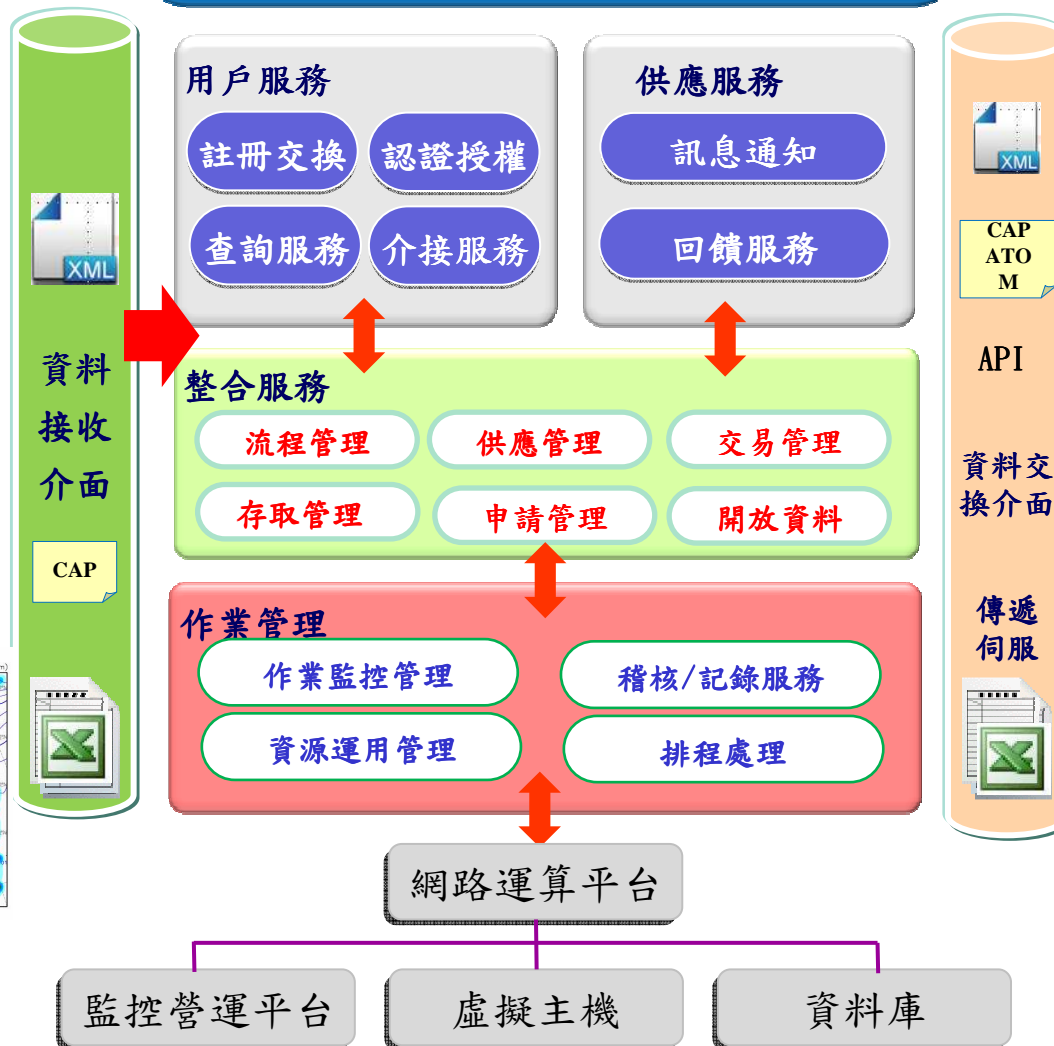 XML
資料
接收
介面
CAP
用戶服務
註冊交換
認證授權
查詢服務
介接服務
供應服務
訊息通知
回饋服務
整合服務
流程管理
供應管理
交易管理
存取管理
申請管理
開放資料
作業管理
作業監控管理
稽核/記錄服務
資源運用管理
排程處理
網路運算平台
監控營運平台
虛擬主機
資料庫
XML
CAP
ATO
M
API
資料交
換介面
傳遞
伺服